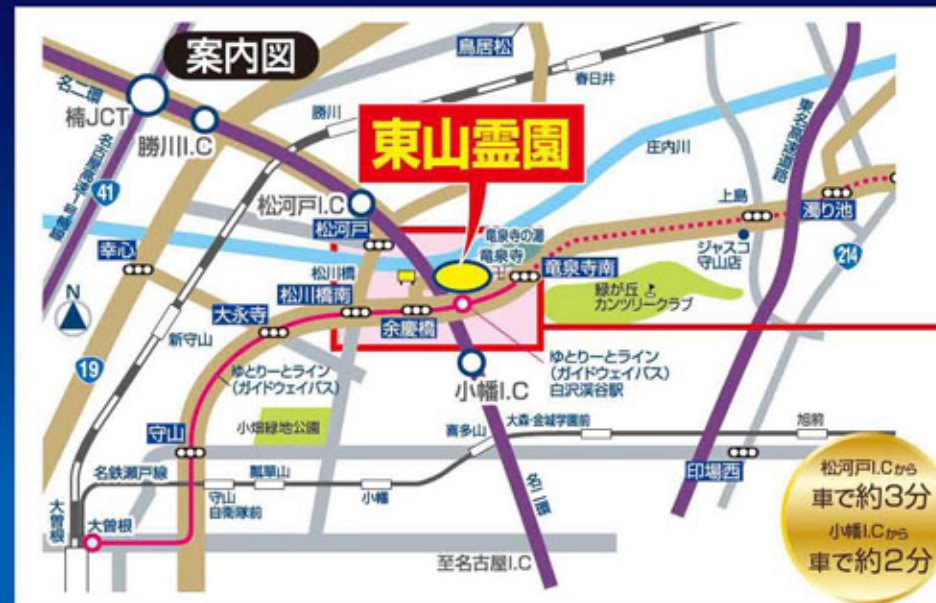 案内図
鳥居松
春日井
名二環
楠JCT
勝川I.C
勝川
東山霊園
庄内川
東名高速道路
名古屋高速1号楠線
41
松河戸I.C
松河戸
上島
濁り池
幸心
竜泉寺の湯
竜泉寺
竜泉寺南
ジャスコ
守山店
214
松川橋
松川橋南
緑が丘
カンツリークラブ
N
大永寺
余慶橋
新守山
19
ゆとりーとライン
(ガイドウェイバス)
小幡I.C
ゆとりーとライン
(ガイドウェイバス)
白沢渓谷駅
守山
小畑緑地公園
喜多山
大森・金城学園前
旭前
名鉄瀬戸線
瓢箪山
守山
自衛隊前
小幡
名二環
印場西
大曽根
大曽根
至名古屋I.C
松河戸I.Cから
車で約3分
小幡I.Cから
車で約2分